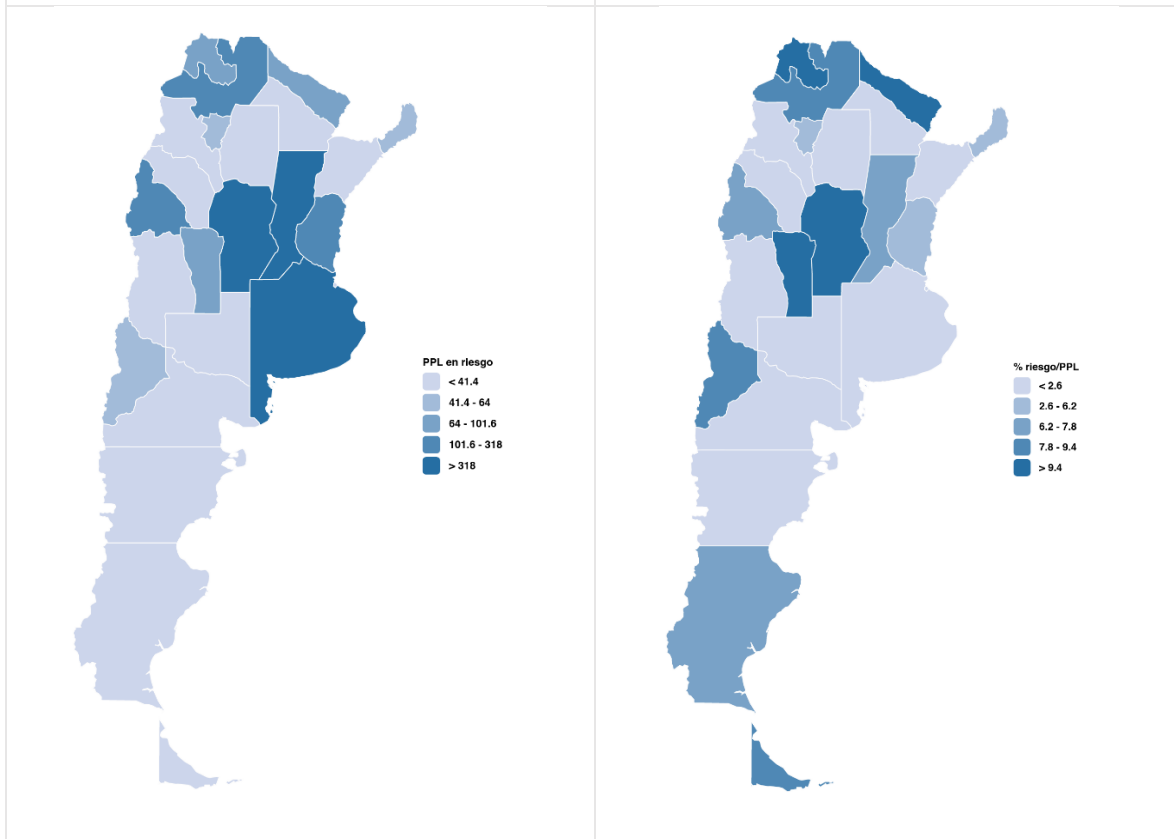 PPL en riesgo
< 41.4
41.4 - 64
64 - 101.6
101.6 - 318
> 318
% riesgo/PPL
< 2.6
2.6 - 6.2
6.2 - 7.8
7.8 - 9.4
> 9.4